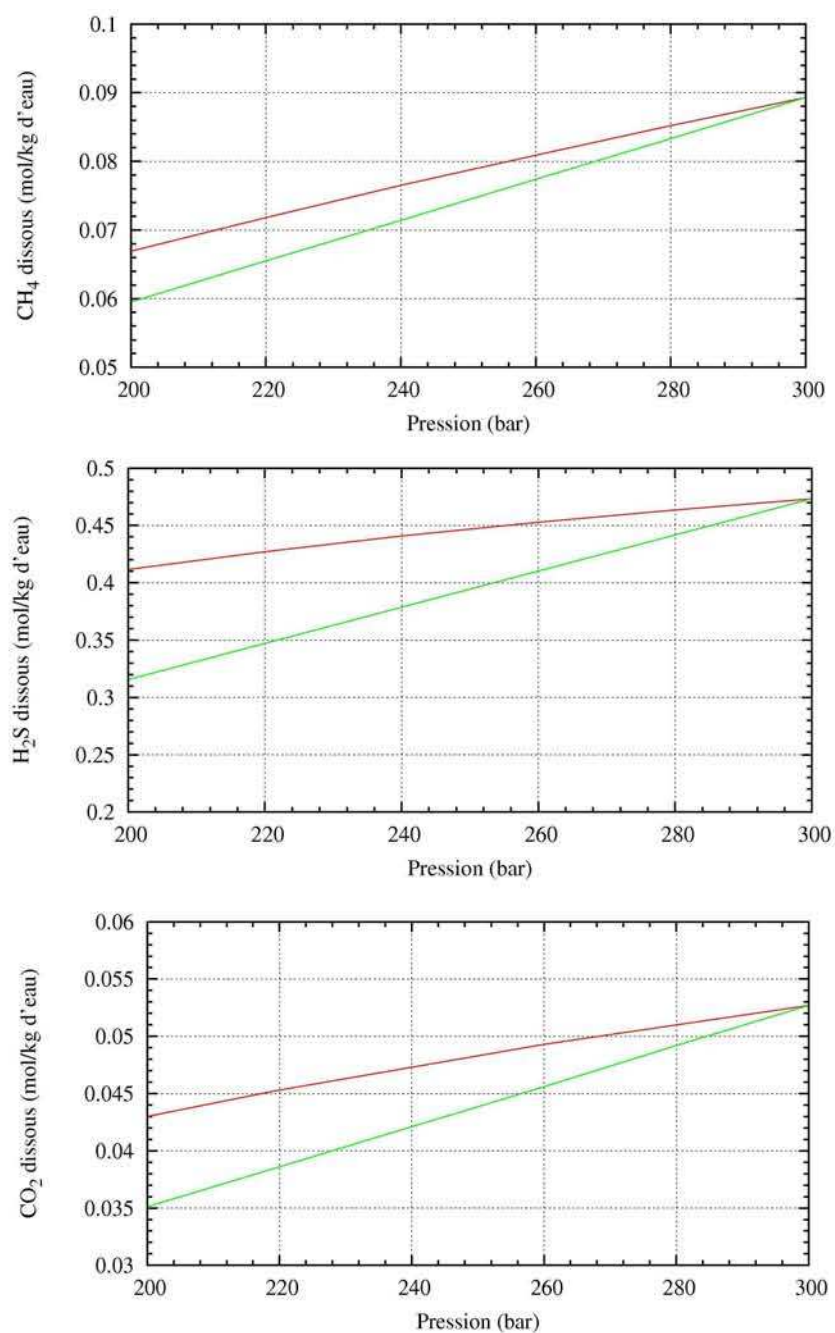 0.1
0.09
0.08
0.07
0.06
0.05
CH4 dissous (mol/kg d'eau)
200 220 240 260 280 300
Pression (bar)
0.5
0.45
0.4
0.35
0.3
0.25
0.2
H2S dissous (mol/kg d'eau)
200 220 240 260 280 300
Pression (bar)
0.06
0.055
0.05
0.045
0.04
0.035
0.03
CO2 dissous (mol/kg d'eau)
200 220 240 260 280 300
Pression (bar)